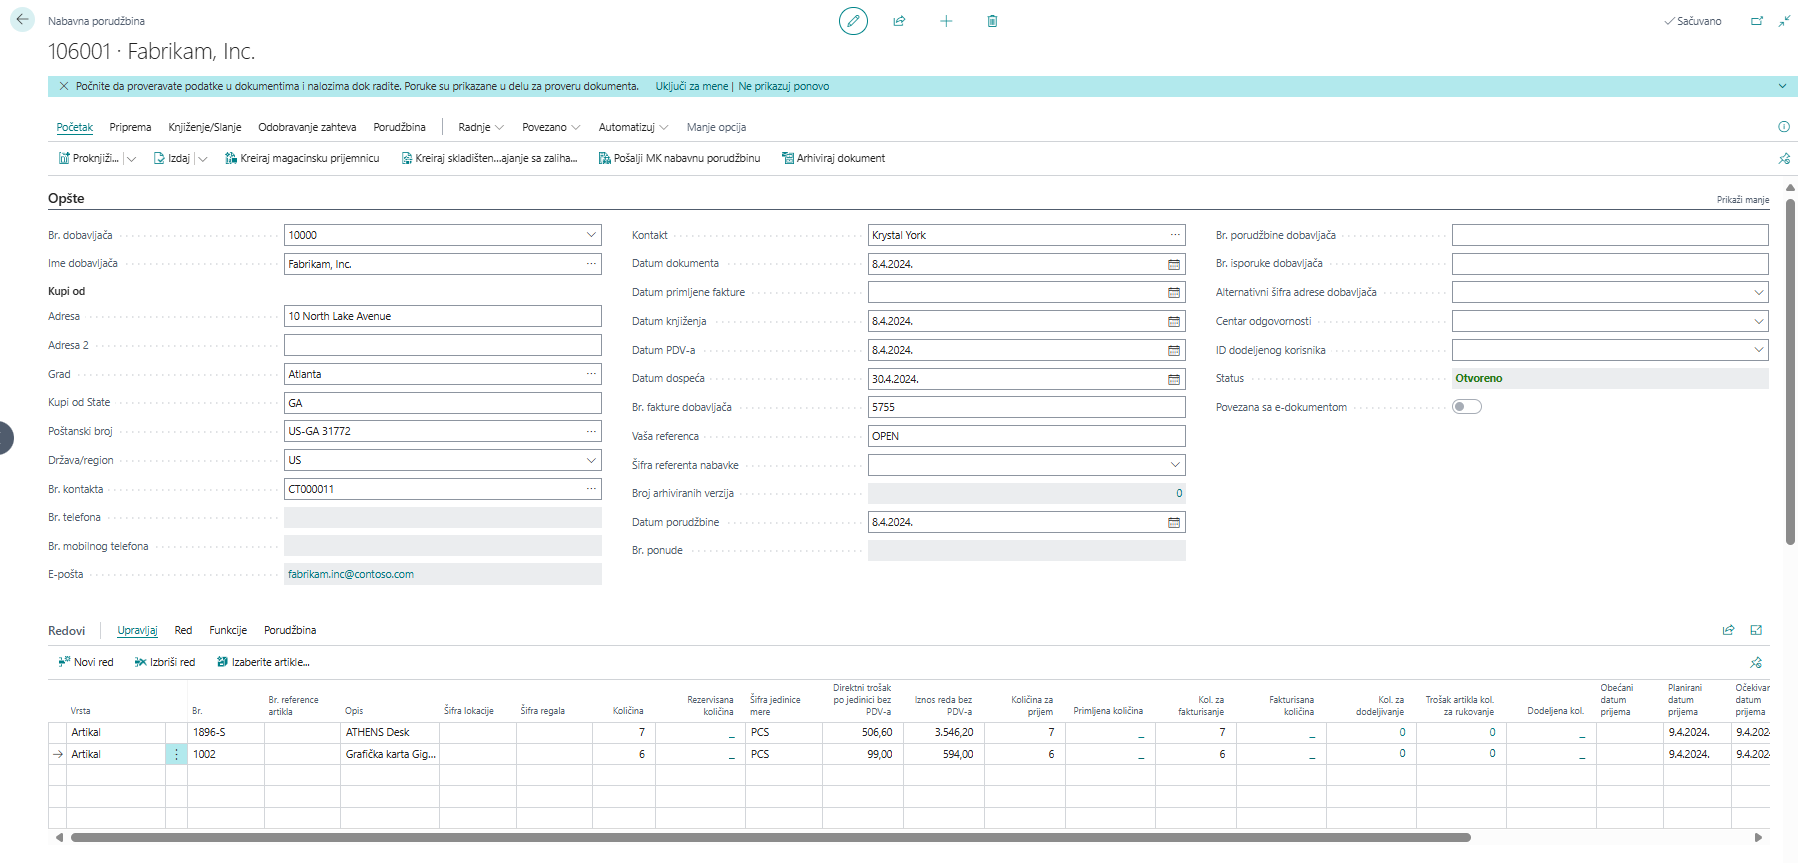 Nabavna porudžbina
Sačuvano
106001 · Fabrikam, Inc.
Počnite da proveravate podatke u dokumentima i nalozima dok radite. Poruke su prikazane u delu za proveru dokumenta. Uključi za mene | Ne prikazuj ponovo
Početak Priprema Knjiženje/Slanje Odobravanje zahteva Porudžbina Radnje Povezano Automatizuj Manje opcija
Proknjiži... Izdaj Kreiraj magacinsku prijemnicu Kreiraj skladišten...ajanje sa zaliha... Pošalji MK nabavnu porudžbinu Arhiviraj dokument
Opšte
Prikaži manje
Br. dobavljača 10000
Ime dobavljača Fabrikam, Inc.
Kupi od
Adresa 10 North Lake Avenue
Adresa 2
Grad Atlanta
Kupi od State GA
Poštanski broj US-GA 31772
Država/region US
Br. kontakta CT000011
Br. telefona
Br. mobilnog telefona
E-pošta fabrikam.inc@contoso.com
Kontakt Krystal York
Datum dokumenta 8.4.2024.
Datum primljene fakture
Datum knjiženja 8.4.2024.
Datum PDV-a 8.4.2024.
Datum dospeća 30.4.2024.
Br. fakture dobavljača 5755
Vaša referenca OPEN
Šifra referenta nabavke
Broj arhiviranih verzija 0
Datum porudžbine 8.4.2024.
Br. ponude
Br. porudžbine dobavljača
Br. isporuke dobavljača
Alternativni šifra adrese dobavljača
Centar odgovornosti
ID dodeljenog korisnika
Status Otvoreno
Povezana sa e-dokumentom
Redovi Upravljaj Red Funkcije Porudžbina
Novi red Izbriši red Izaberite artikle...
Vrsta Br. Br. reference artikla Opis Šifra lokacije Šifra regala Količina Rezervisana količina Šifra jedinice mere Direktni trošak po jedinici bez PDV-a Iznos reda bez PDV-a Količina za prijem Primljena količina Kol. za fakturisanje Fakturisana količina Kol. za dodeljivanje Trošak artikla kol. za rukovanje Dodeljena kol. Obećani datum prijema Planirani datum prijema Očekivan datum prijema
Artikal 1896-S ATHENS Desk 7 _ PCS 506,60 3.546,20 7 _ 7 _ 0 0 _ 9.4.2024. 9.4.202
Artikal 1002 Grafička karta Gig... 6 _ PCS 99,00 594,00 6 _ 6 _ 0 0 _ 9.4.2024. 9.4.202